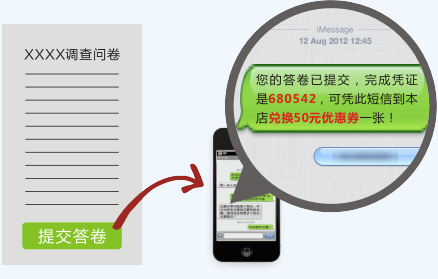 XXXX调查问卷
提交答卷
iMessage
12 Aug 2012 12:45
您的答卷已提交，完成凭证
是680542，可凭此短信到本
店兑换50元优惠券一张！